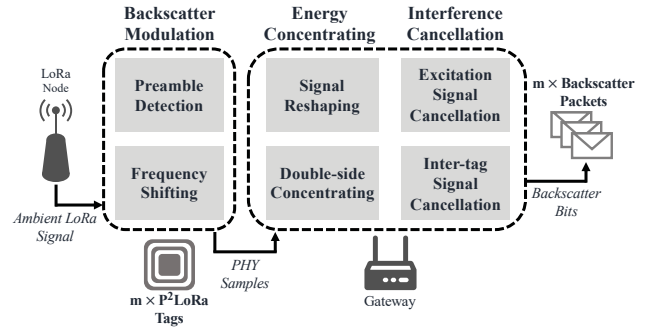 Backscatter
Modulation
Energy
Concentrating
Interference
Cancellation
LoRa
Node
Preamble
Detection
Signal
Reshaping
Excitation
Signal
Cancellation
m × Backscatter
Packets
Frequency
Shifting
Double-side
Concentrating
Inter-tag
Signal
Cancellation
Ambient LoRa
Signal
Backscatter
Bits
PHY
Samples
m × P²LoRa
Tags
Gateway